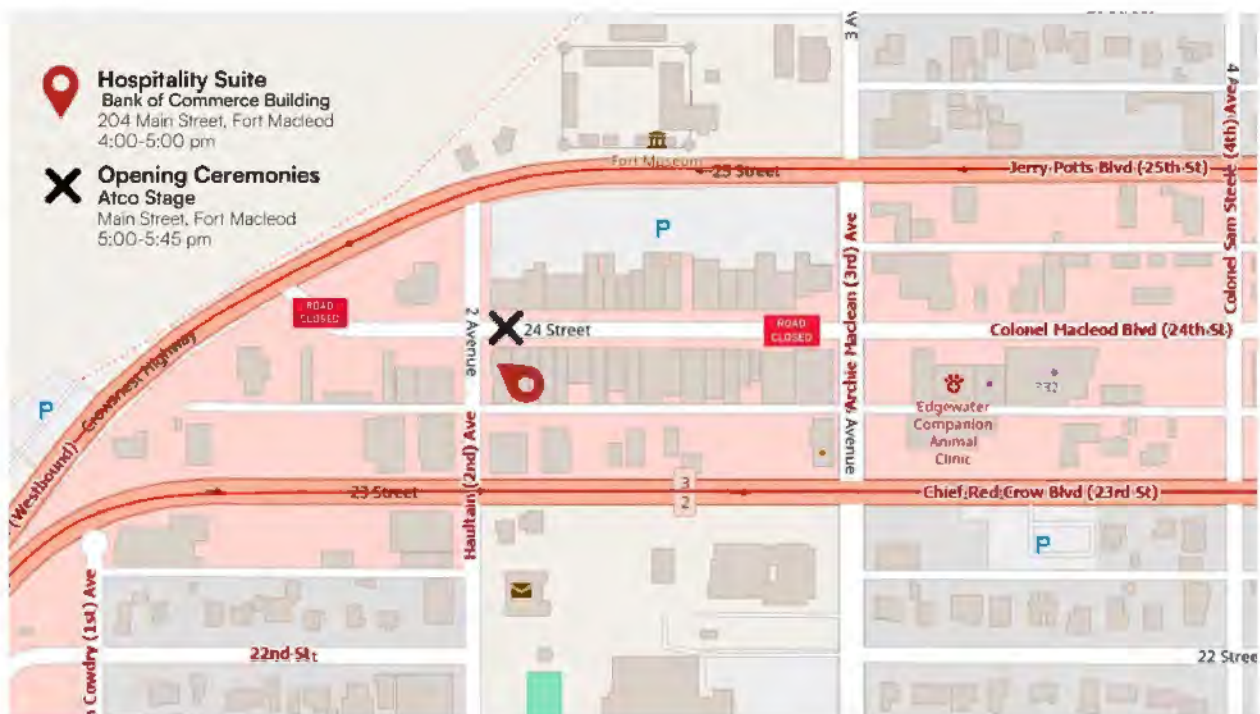 Hospitality Suite
Bank of Commerce Building
204 Main Street, Fort Macleod
4:00-5:00 pm
Opening Ceremonies
Atco Stage
Main Street, Fort Macleod
5:00-5:45 pm
Fort Museum
25 Street
Jerry Potts Blvd (25th St)
P
3 Av
4 Ave
Colonel Sam Steele (4th) Ave
Archie Maclean (3rd) Ave
Avenue
ROAD
CLOSED
2 Avenue
24 Street
ROAD
CLOSED
Colonel Macleod Blvd (24th St)
P
Crowsnest Highway
(Westbound)
Edgewater
Companion
Animal
Clinic
232
Haultain (2nd) Ave
23 Street
3
2
Chief Red Crow Blvd (23rd St)
P
Cowdry (1st) Ave
22nd St
22 Stree